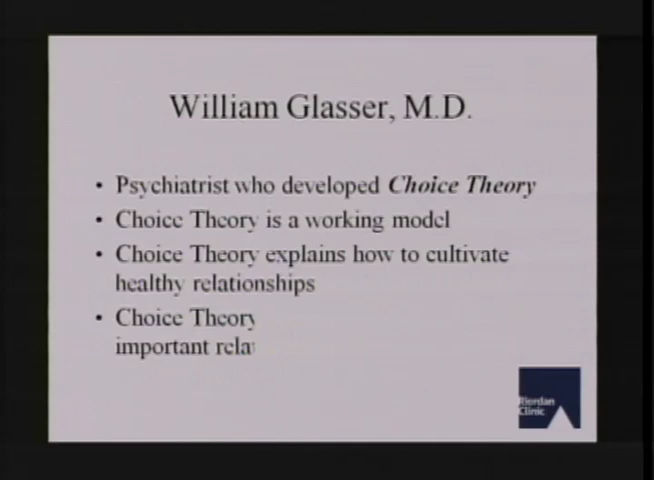 William Glasser, M.D.
• Psychiatrist who developed Choice Theory
• Choice Theory is a working model
• Choice Theory explains how to cultivate
healthy relationships
• Choice Theory
important rela
Riordan
Clinic